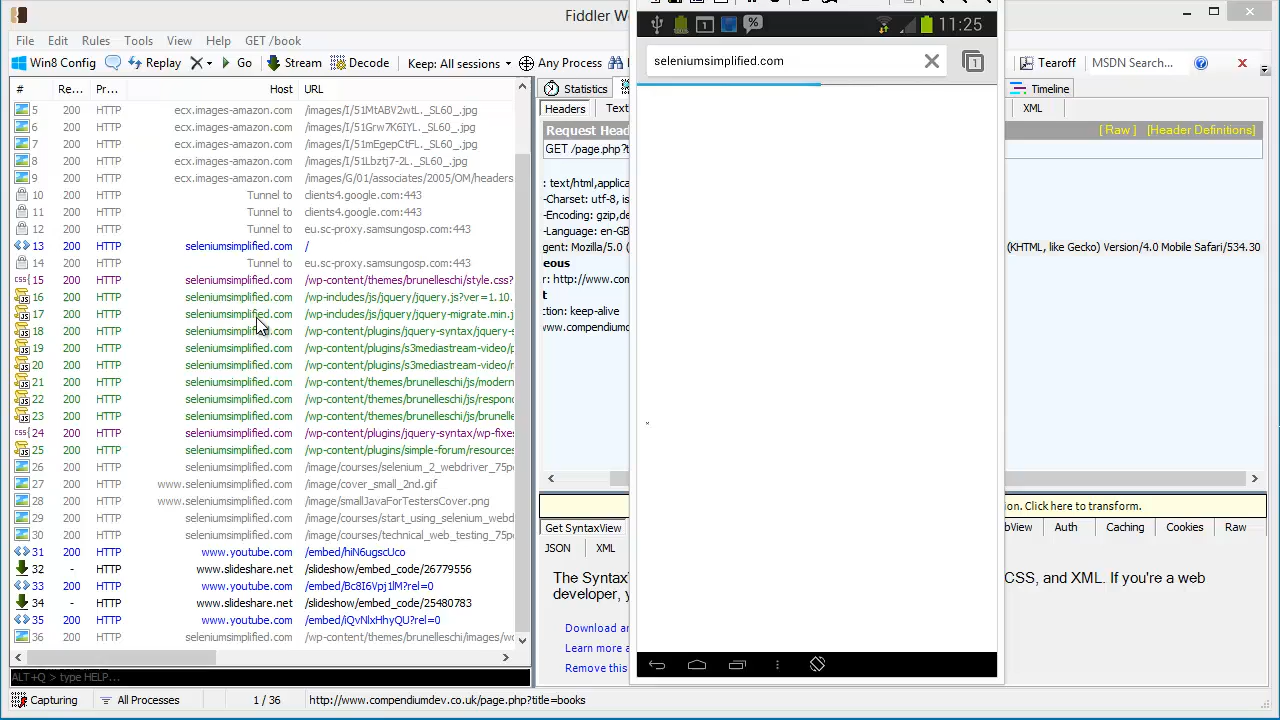 Fiddler W
Rules
/book
11:25
Win8 Config
Replay
Decode
Keep: All sessions
Process
seleniumsimplified.com
1
Tearoff
MSDN Search...
# Re... Pr... Host URL
Statistics
Timeline
Headers Text
XML
5 200 HTTP ecx.images-amazon.com /images/I/51MtABVDwtL._SL60_.jpg
6 200 HTTP ecx.images-amazon.com /images/I/51Grw7K6IYL._SL60_.jpg
7 200 HTTP ecx.images-amazon.com /images/I/51mEgepCtFL._SL60_.jpg
8 200 HTTP ecx.images-amazon.com /images/I/51Lbztj7-2L._SL60_.jpg
9 200 HTTP ecx.images-amazon.com /images/G/01/associates/2005/OM/headers
10 200 HTTP Tunnel to clients4.google.com:443
11 200 HTTP Tunnel to clients4.google.com:443
12 200 HTTP Tunnel to eu.sc-proxy.samsungosp.com:443
13 200 HTTP seleniumsimplified.com /
14 200 HTTP Tunnel to eu.sc-proxy.samsungosp.com:443
15 200 HTTP seleniumsimplified.com /wp-content/themes/brunelleschi/style.css?
16 200 HTTP seleniumsimplified.com /wp-includes/js/jquery/jquery.js?ver=1.10.
17 200 HTTP seleniumsimplified.com /wp-includes/js/jquery/jquery-migrate.min.j
18 200 HTTP seleniumsimplified.com /wp-content/plugins/jquery-syntax/jquery-s
19 200 HTTP seleniumsimplified.com /wp-content/plugins/s3mediastream-video/p
20 200 HTTP seleniumsimplified.com /wp-content/plugins/s3mediastream-video/r
21 200 HTTP seleniumsimplified.com /wp-content/themes/brunelleschi/js/modern
22 200 HTTP seleniumsimplified.com /wp-content/themes/brunelleschi/js/respon
23 200 HTTP seleniumsimplified.com /wp-content/themes/brunelleschi/js/
24 200 HTTP seleniumsimplified.com /wp-content/plugins/jquery-syntax/wp-fixes
25 200 HTTP seleniumsimplified.com /wp-content/plugins/simple-forum/resources
26 200 HTTP seleniumsimplified.com /image/courses/selenium_2_webdriver_75p
27 200 HTTP www.seleniumsimplified.com /image/cover_small_2nd.gif
28 200 HTTP www.seleniumsimplified.com /image/smallJavaForTestersCover.png
29 200 HTTP seleniumsimplified.com /image/courses/start_using_selenium_webd
30 200 HTTP seleniumsimplified.com /image/courses/technical_web_testing_75p
31 200 HTTP www.youtube.com /embed/hiN6ugscUco
32 - HTTP www.slideshare.net /slideshow/embed_code/26779556
33 200 HTTP www.youtube.com /embed/Bc8I6Vpj1lM?rel=0
34 - HTTP www.slideshare.net /slideshow/embed_code/25480783
35 200 HTTP www.youtube.com /embed/iQvNIxHhyQU?rel=0
36 200 HTTP seleniumsimplified.com /wp-content/themes/brunelleschi/images/wo
Request Head
[Raw] [Header Definitions]
GET /page.php?t
: text/html,applica
-Charset: utf-8, is
-Encoding: gzip,de
-Language: en-GB
gent: Mozilla/5.0 ( (KHTML, like Gecko) Version/4.0 Mobile Safari/534.30
eous
r: http://www.com
t
ction: keep-alive
www.compendiumd
on. Click here to transform.
Get SyntaxView
bView Auth Caching Cookies Raw
JSON XML
The Syntax CSS, and XML. If you're a web
developer, y
Download an
Learn more a
Remove this
ALT+Q > type HELP...
Capturing All Processes 1 / 36 http://www.compendiumdev.co.uk/page.php?title=books